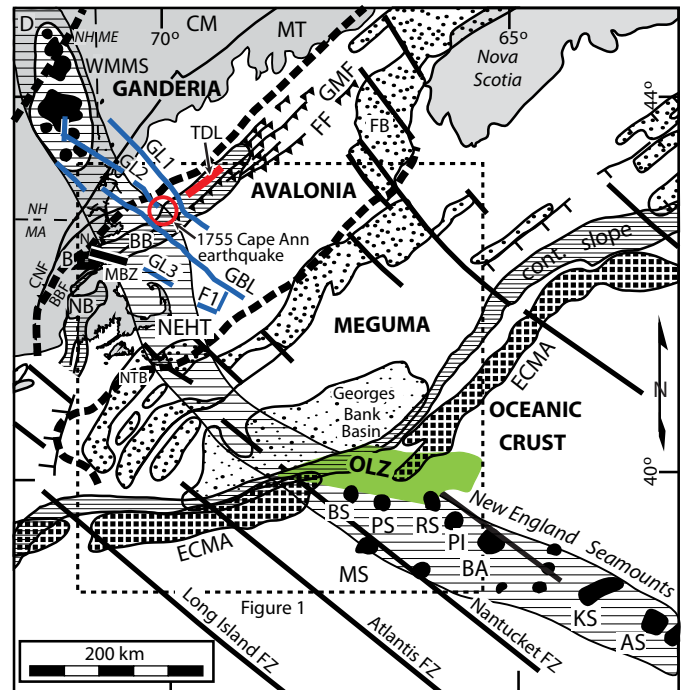 D
NH
ME
70°
CM
MT
65°
Nova
Scotia
WMMS
GANDERIA
GMF
44°
TDL
FF
FB
GL1
GL2
AVALONIA
NH
MA
1755 Cape Ann
earthquake
BB
cont. slope
CNF
BBF
MBZ
GL3
GBL
F1
NB
NEHT
MEGUMA
ECMA
N
NTB
Georges
Bank
Basin
OCEANIC
CRUST
OLZ
40°
BS
PS
RS
New England Seamounts
PI
ECMA
MS
BA
Figure 1
KS
Long Island FZ
Atlantis FZ
Nantucket FZ
AS
200 km